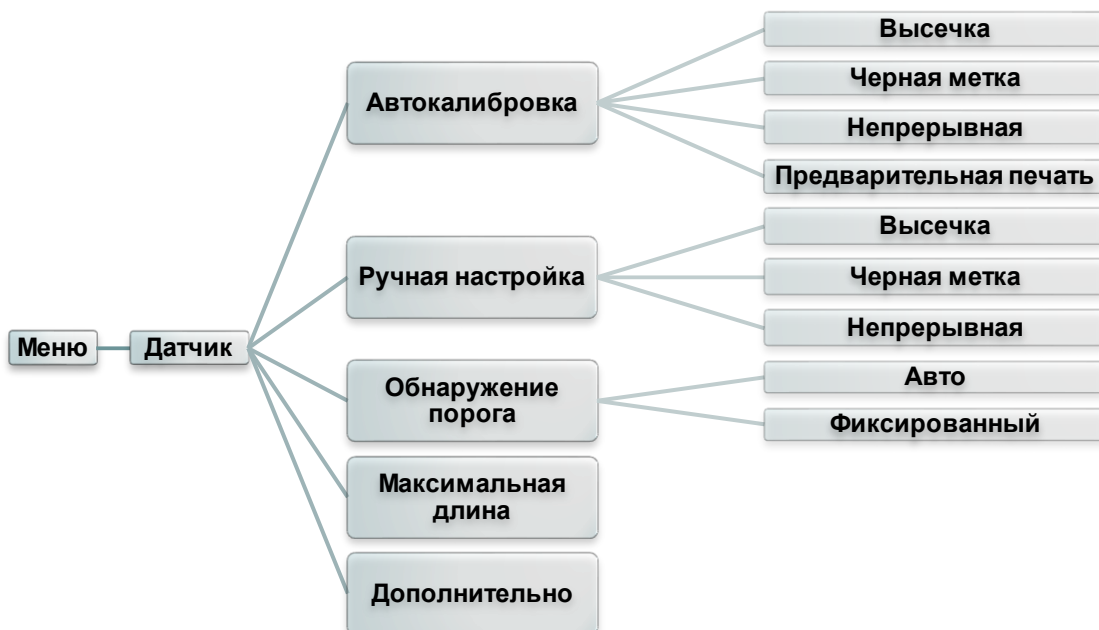 Меню
Датчик
Автокалибровка
Высечка
Черная метка
Непрерывная
Предварительная печать
Ручная настройка
Высечка
Черная метка
Непрерывная
Обнаружение
порога
Авто
Фиксированный
Максимальная
длина
Дополнительно